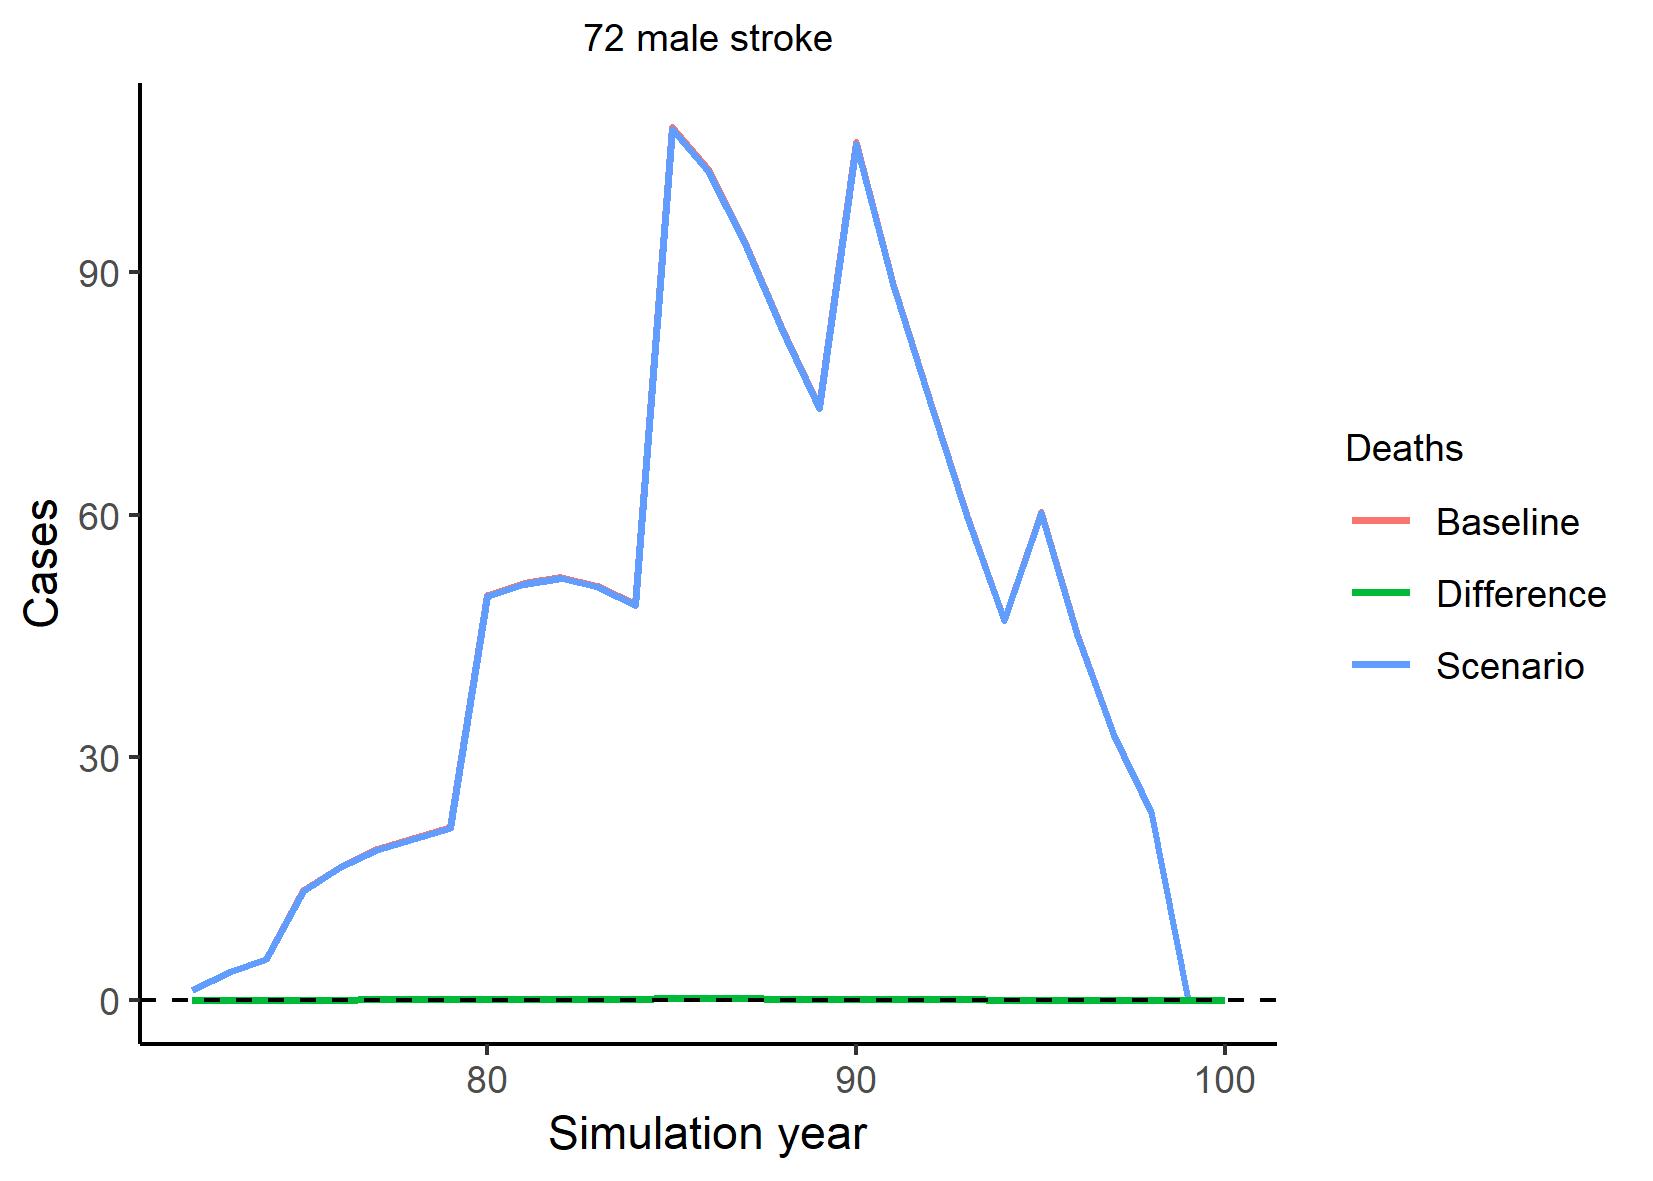 72 male stroke
90
60
30
0
Cases
80 90 100
Simulation year
Deaths
Baseline
Difference
Scenario